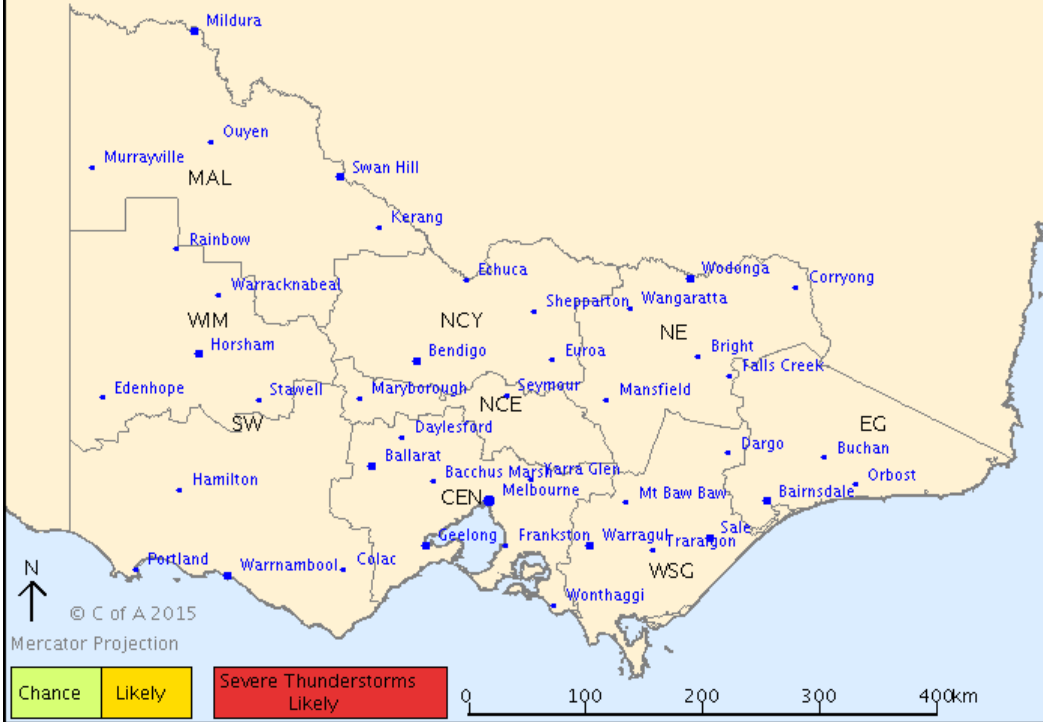 Mildura
Ouyen
Murrayville
MAL
Swan Hill
Kerang
Rainbow
Echuca
Wodonga
Corryong
Warracknabeal
Shepparton
Wangaratta
WIM
NCY
NE
Horsham
Bendigo
Euroa
Bright
Falls Creek
Edenhope
Stawell
Maryborough
Seymour
Mansfield
NCE
SW
Daylesford
EG
Dargo
Buchan
Ballarat
Bacchus Marsh
Yarra Glen
Hamilton
CEN
Melbourne
Mt Baw Baw
Bairnsdale
Orbost
Geelong
Frankston
Warragul
Traralgon
Sale
Portland
Warrnambool
Colac
WSG
N
Wonthaggi
© C of A 2015
Mercator Projection
Chance
Likely
Severe Thunderstorms
Likely
0 100 200 300 400km